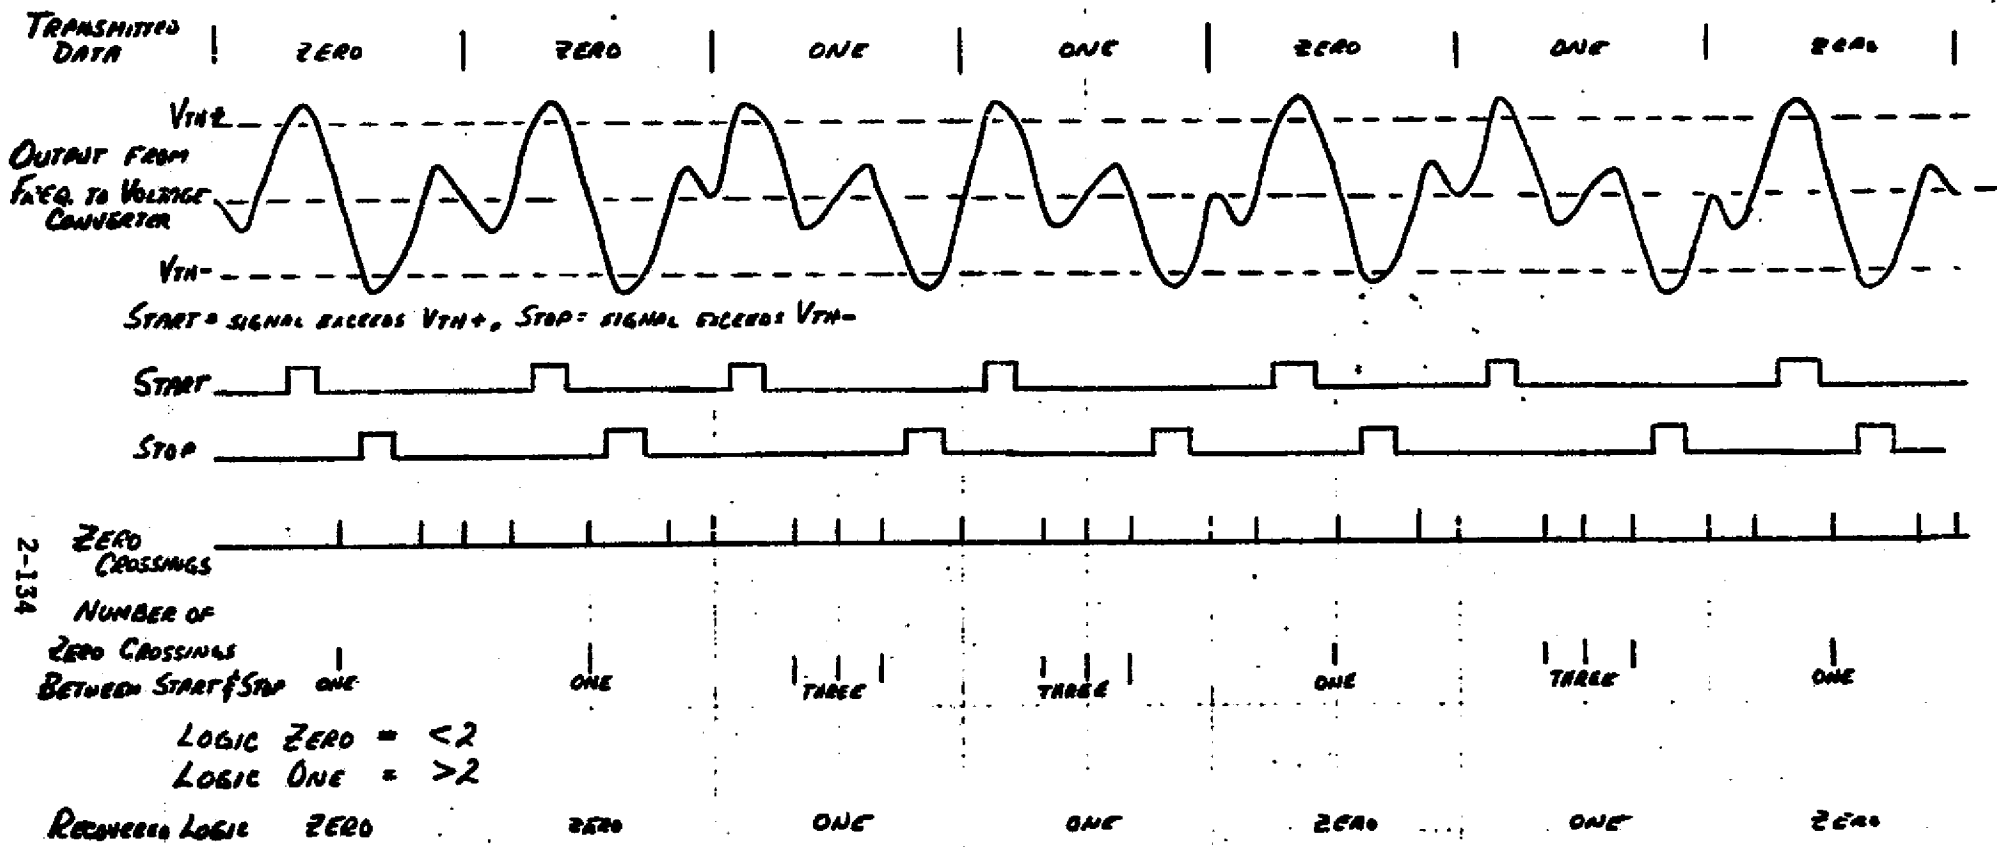 TRANSMITTED
DATA
ZERO ZERO ONE ONE ZERO ONE ZERO
VTH+
OUTPUT FROM
FREQ. TO VOLTAGE
CONVERTER
VTH-
START = SIGNAL EXCEEDS VTH+, STOP = SIGNAL EXCEEDS VTH-
START
STOP
ZERO
CROSSINGS
2-134
NUMBER OF
ZERO CROSSINGS
BETWEEN START & STOP
ONE ONE THREE THREE ONE THREE ONE
LOGIC ZERO = <2
LOGIC ONE = >2
RECOVERED LOGIC ZERO ZERO ONE ONE ZERO ONE ZERO